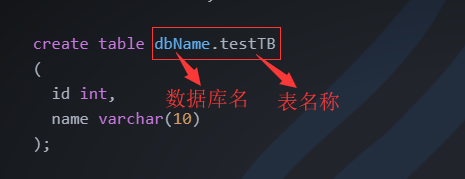 create table dbName.testTB
(
id int,
数据库名
表名称
name varchar(10)
);